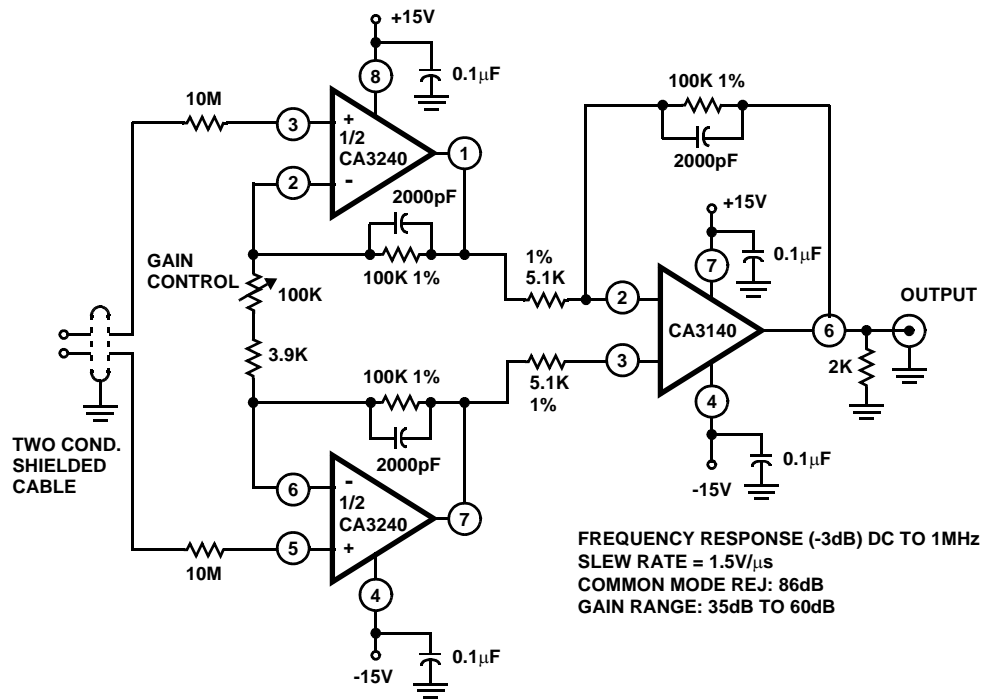 +15V
8
0.1μF
10M
3
+
1/2
CA3240
1
2
-
2000pF
100K 1%
GAIN
CONTROL
100K
3.9K
100K 1%
2000pF
TWO COND.
SHIELDED
CABLE
6
-
1/2
CA3240
7
5
+
10M
4
0.1μF
-15V
100K 1%
2000pF
+15V
7
0.1μF
1%
5.1K
2
CA3140
3
5.1K
1%
6
OUTPUT
2K
4
0.1μF
-15V
FREQUENCY RESPONSE (-3dB) DC TO 1MHz
SLEW RATE = 1.5V/μs
COMMON MODE REJ: 86dB
GAIN RANGE: 35dB TO 60dB